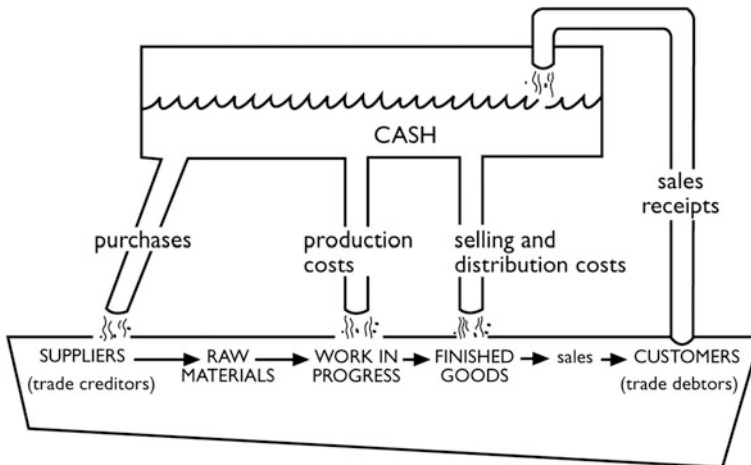 CASH
sales
receipts
purchases
production
costs
selling and
distribution costs
SUPPLIERS
(trade creditors)
RAW
MATERIALS
WORK IN
PROGRESS
FINISHED
GOODS
sales
CUSTOMERS
(trade debtors)